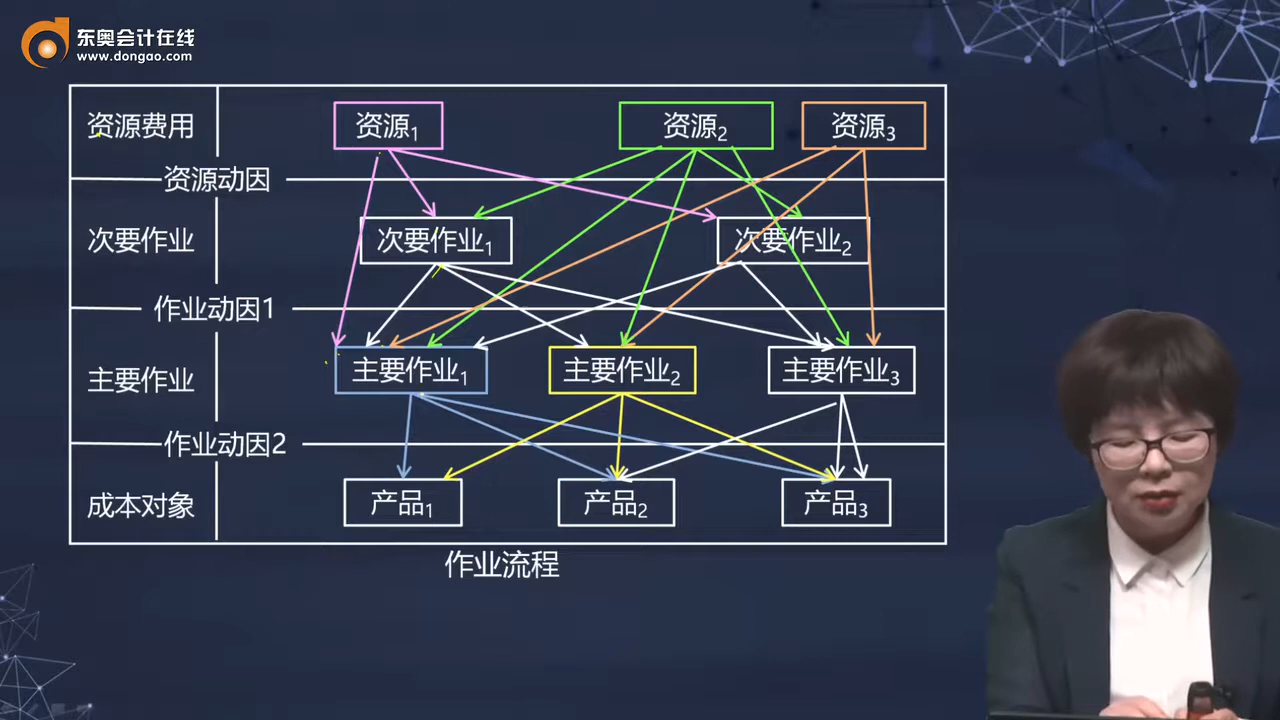 东奥会计在线
www.dongao.com
资源费用
资源1
资源2
资源3
资源动因
次要作业
次要作业1
次要作业2
作业动因1
主要作业
主要作业1
主要作业2
主要作业3
作业动因2
成本对象
产品1
产品2
产品3
作业流程